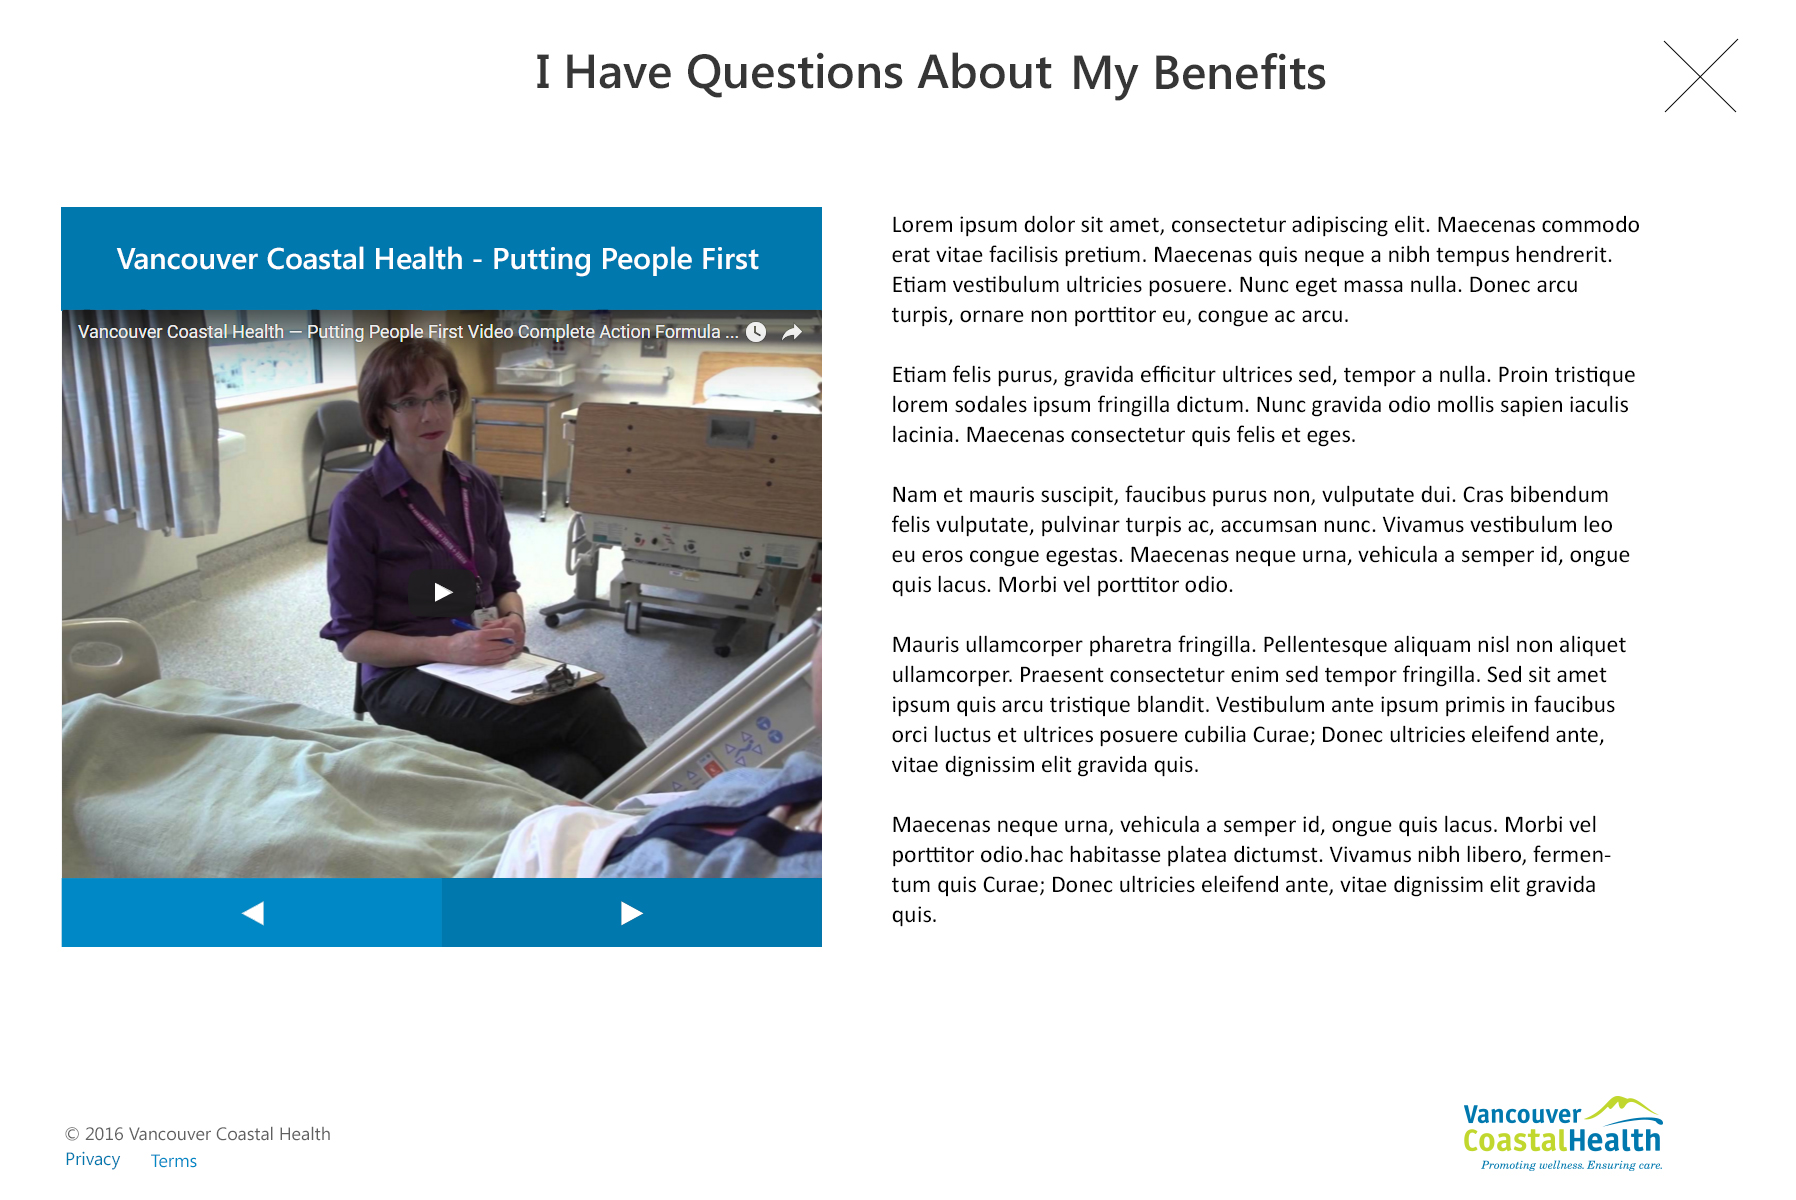 I Have Questions About My Benefits
Vancouver Coastal Health - Putting People First
Vancouver Coastal Health — Putting People First Video Complete Action Formula ...
Lorem ipsum dolor sit amet, consectetur adipiscing elit. Maecenas commodo
erat vitae facilisis pretium. Maecenas quis neque a nibh tempus hendrerit.
Etiam vestibulum ultricies posuere. Nunc eget massa nulla. Donec arcu
turpis, ornare non porttitor eu, congue ac arcu.
Etiam felis purus, gravida efficitur ultrices sed, tempor a nulla. Proin tristique
lorem sodales ipsum fringilla dictum. Nunc gravida odio mollis sapien iaculis
lacinia. Maecenas consectetur quis felis et eges.
Nam et mauris suscipit, faucibus purus non, vulputate dui. Cras bibendum
felis vulputate, pulvinar turpis ac, accumsan nunc. Vivamus vestibulum leo
eu eros congue egestas. Maecenas neque urna, vehicula a semper id, ongue
quis lacus. Morbi vel porttitor odio.
Mauris ullamcorper pharetra fringilla. Pellentesque aliquam nisl non aliquet
ullamcorper. Praesent consectetur enim sed tempor fringilla. Sed sit amet
ipsum quis arcu tristique blandit. Vestibulum ante ipsum primis in faucibus
orci luctus et ultrices posuere cubilia Curae; Donec ultricies eleifend ante,
vitae dignissim elit gravida quis.
Maecenas neque urna, vehicula a semper id, ongue quis lacus. Morbi vel
porttitor odio.hac habitasse platea dictumst. Vivamus nibh libero, fermen-
tum quis Curae; Donec ultricies eleifend ante, vitae dignissim elit gravida
quis.
© 2016 Vancouver Coastal Health
Privacy Terms
Vancouver
CoastalHealth
Promoting wellness. Ensuring care.